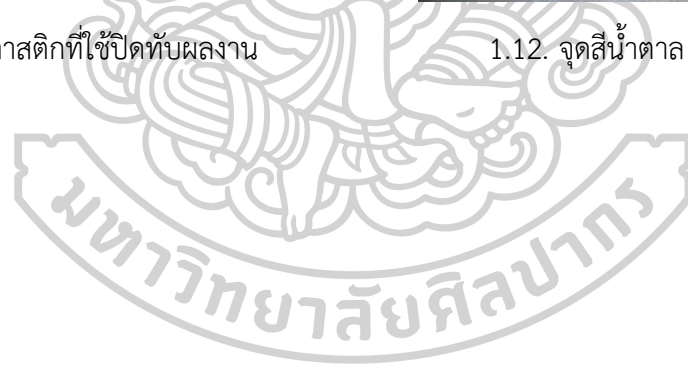 าสติกที่ใช้ปิดทับผลงาน
1.12. จุดสีน้ำตาล
มหาวิทยาลัยศิลปากร